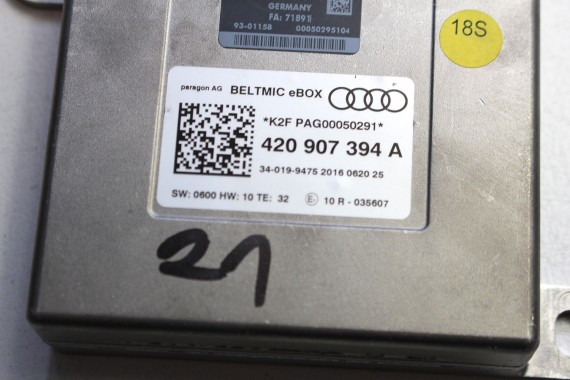 GERMANY
FA: 71891
93-01158 00050295104
18S
paragon AG BELTMIC eBOX
*K2F PAG00050291*
420 907 394 A
34-019-9475 2016 0620 25
SW: 0600 HW: 10 TE: 32 E1 10 R - 035607
21